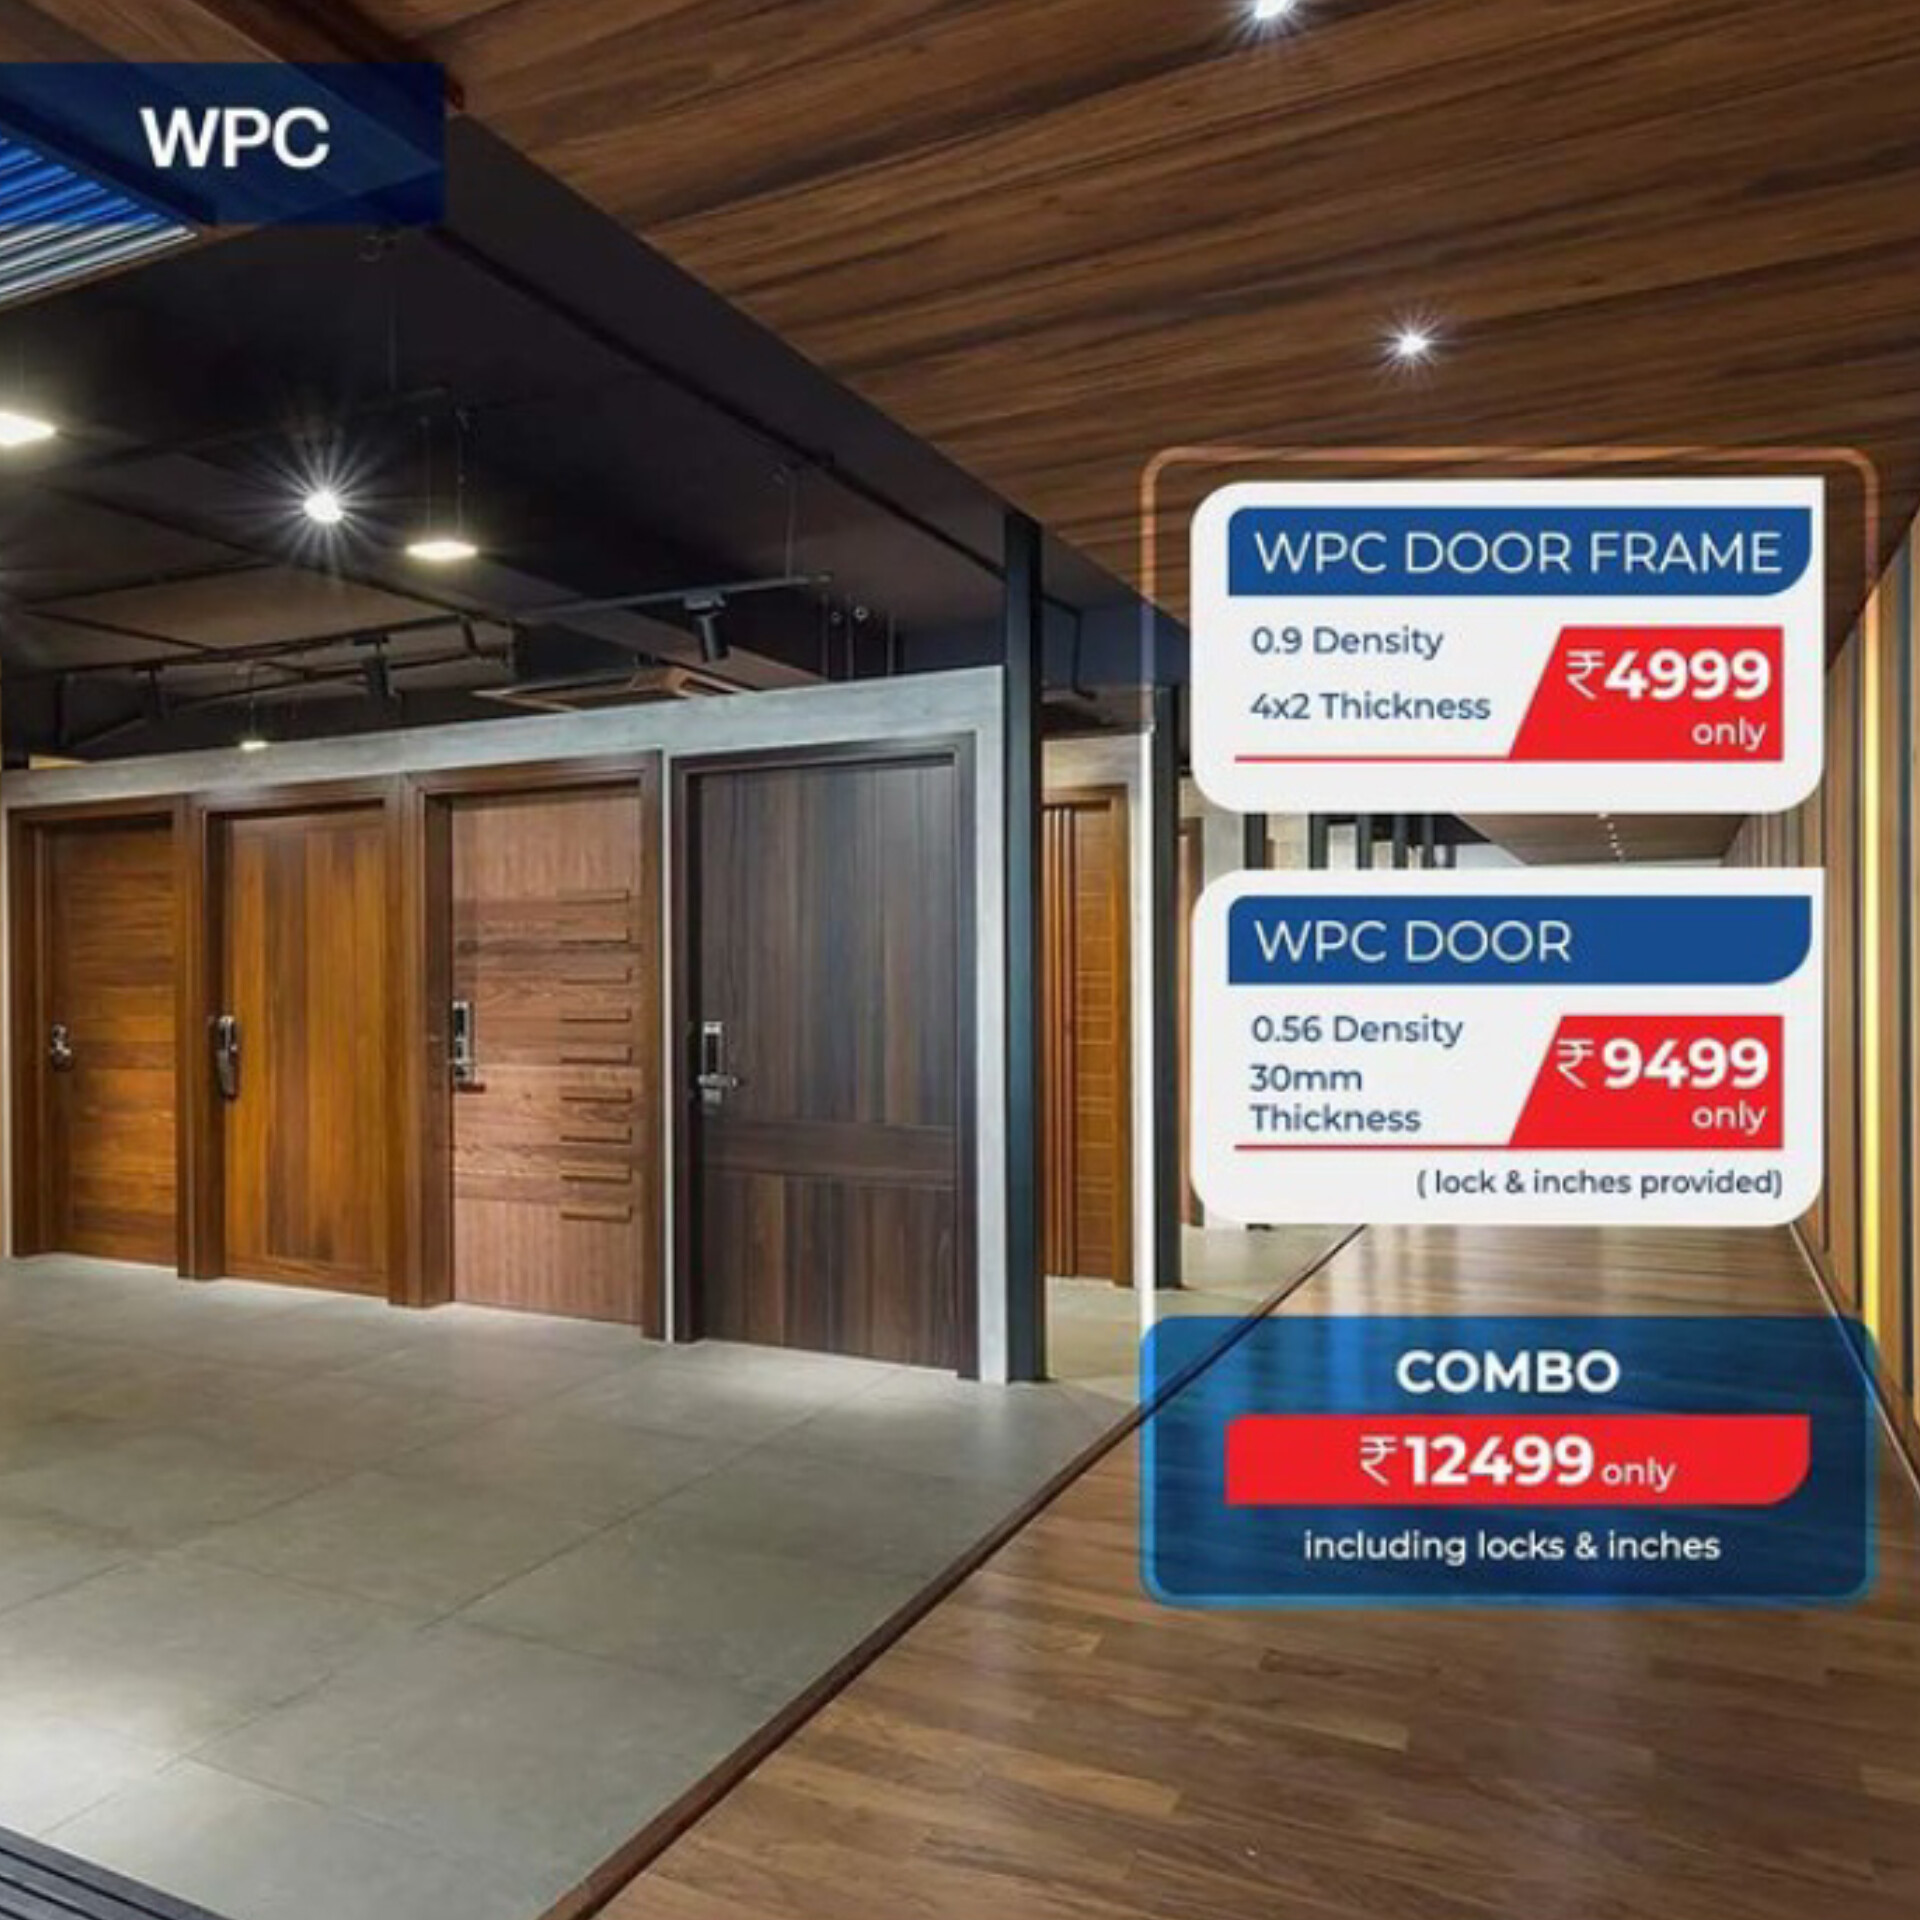 WPC
WPC DOOR FRAME
0.9 Density
4x2 Thickness
₹4999
only
WPC DOOR
0.56 Density
30mm
Thickness
₹9499
only
( lock & inches provided)
COMBO
₹12499 only
including locks & inches